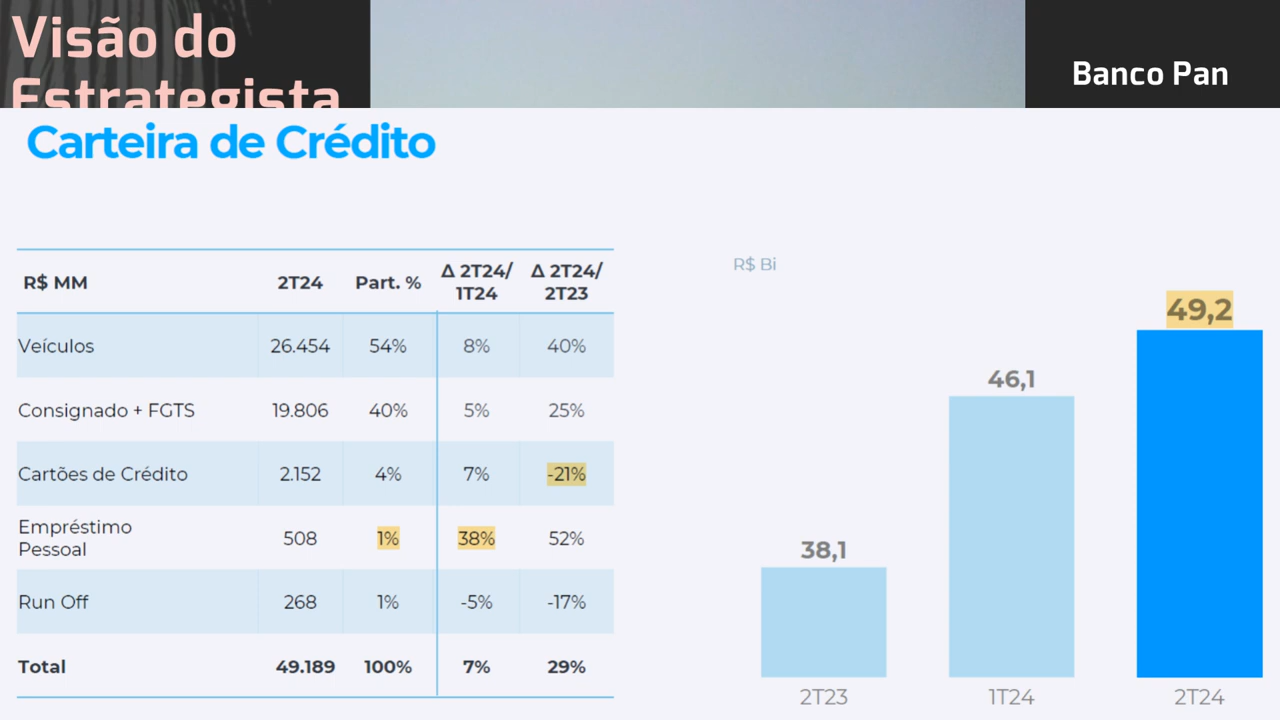 Visão do
Estrategista
Banco Pan
Carteira de Crédito
R$ MM 2T24 Part. % Δ 2T24/ 1T24 Δ 2T24/ 2T23
Veículos 26.454 54% 8% 40%
Consignado + FGTS 19.806 40% 5% 25%
Cartões de Crédito 2.152 4% 7% -21%
Empréstimo
Pessoal 508 1% 38% 52%
Run Off 268 1% -5% -17%
Total 49.189 100% 7% 29%
R$ Bi
49,2
46,1
38,1
2T23 1T24 2T24